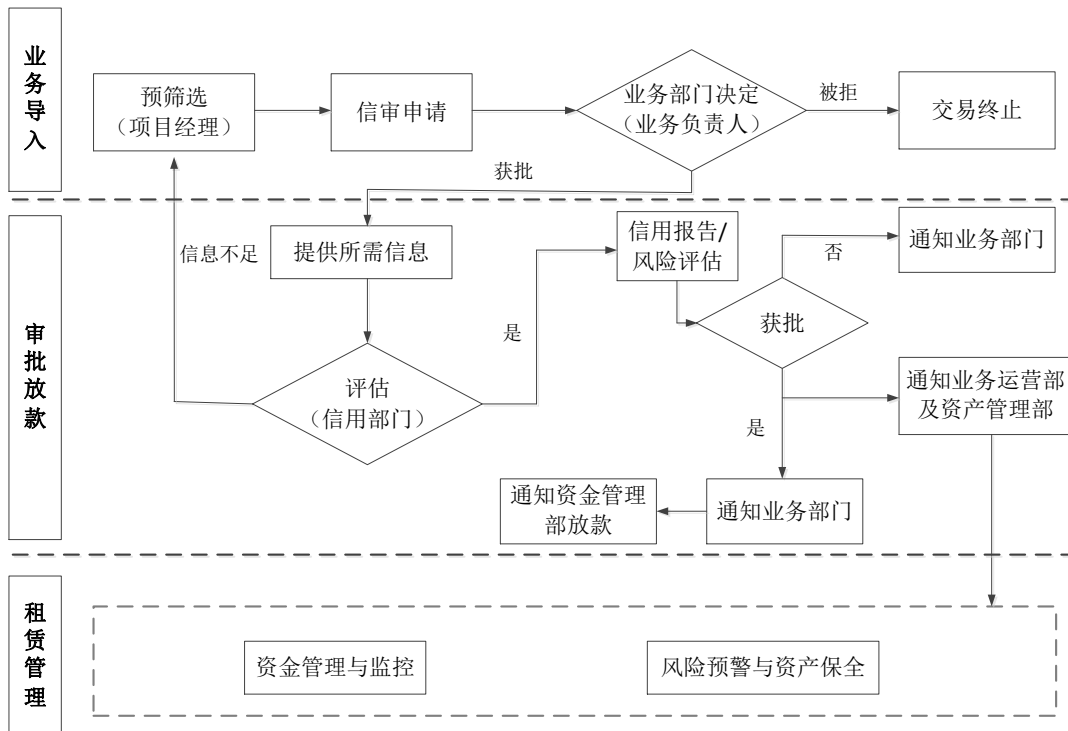 业务导入
预筛选
（项目经理）
信审申请
业务部门决定
（业务负责人）
被拒
交易终止
获批
审批放款
信息不足
提供所需信息
是
信用报告/
风险评估
否
通知业务部门
获批
评估
（信用部门）
是
通知业务运营部
及资产管理部
通知资金管理
部放款
通知业务部门
租赁管理
资金管理与监控
风险预警与资产保全